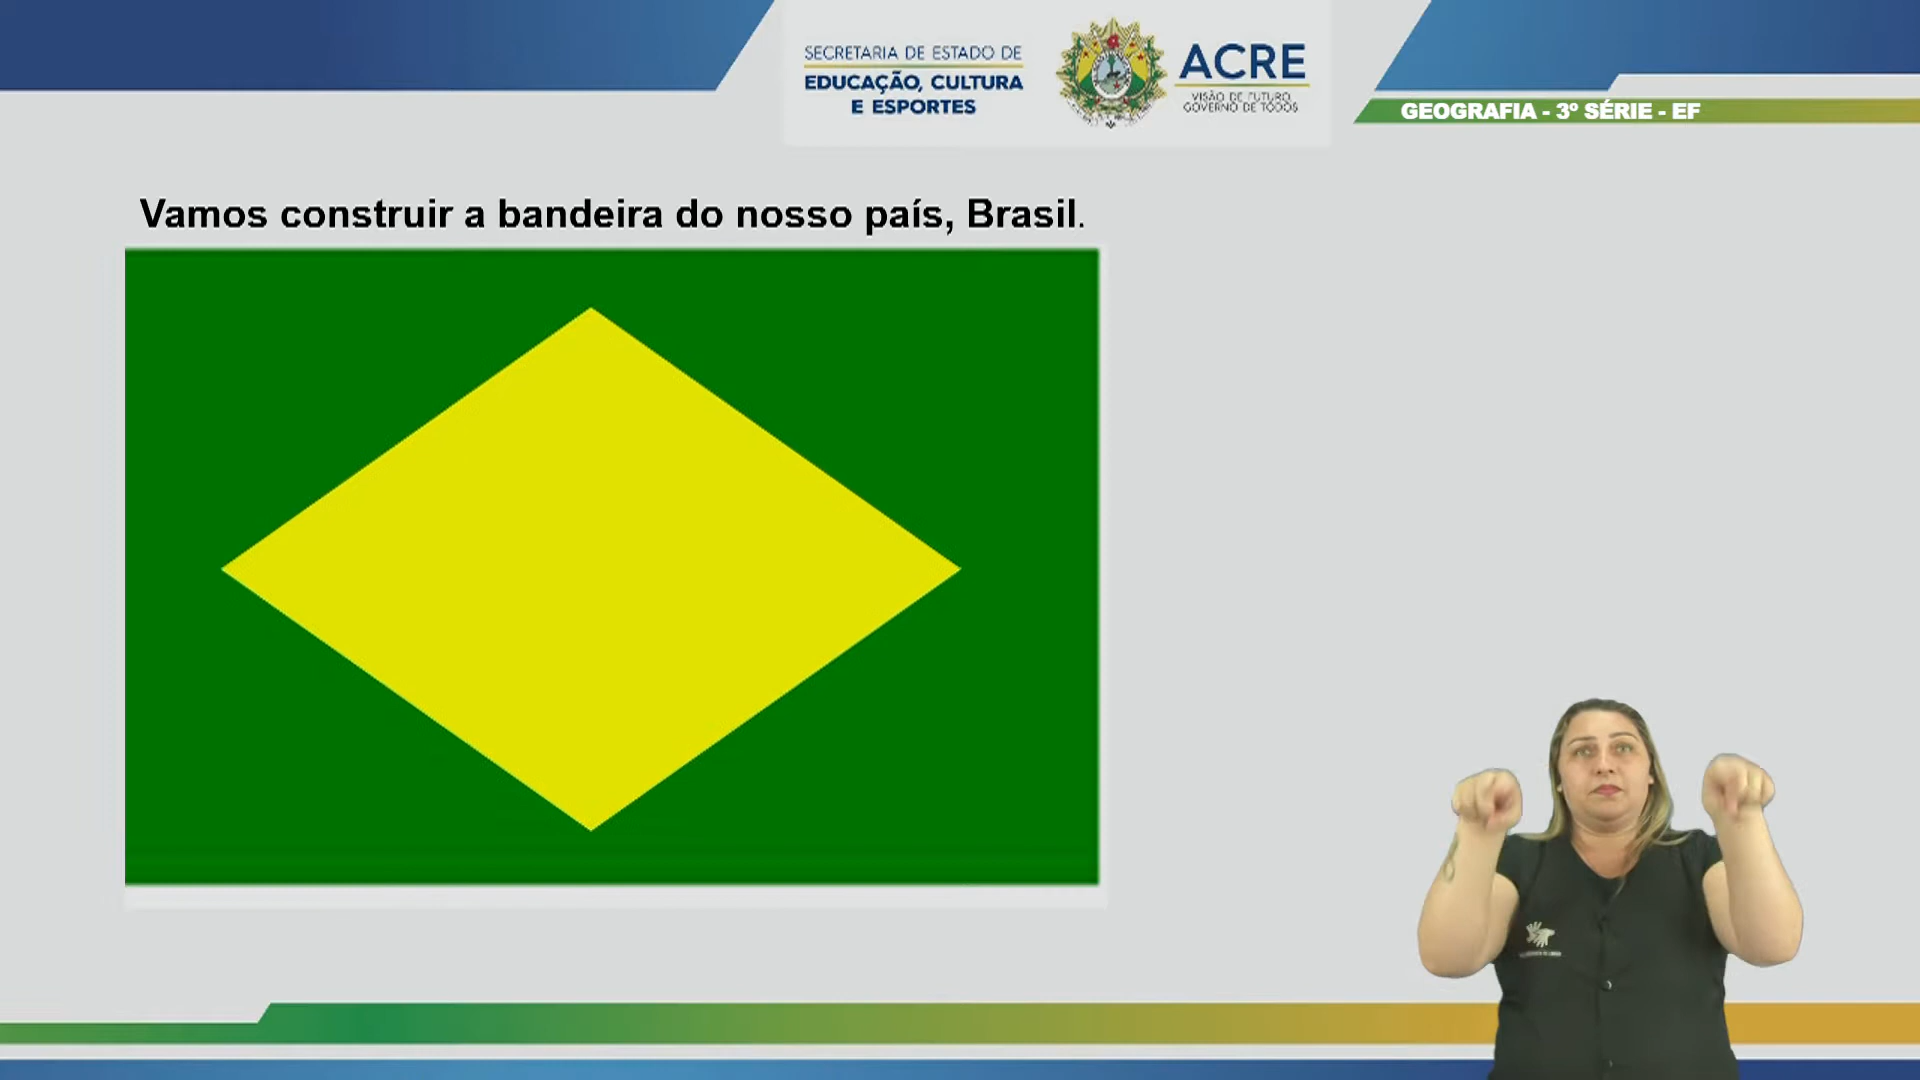 SECRETARIA DE ESTADO DE
EDUCAÇÃO, CULTURA
E ESPORTES
ACRE
VISÃO DE FUTURO,
GOVERNO DE TODOS
GEOGRAFIA - 3º SÉRIE - EF
Vamos construir a bandeira do nosso país, Brasil.